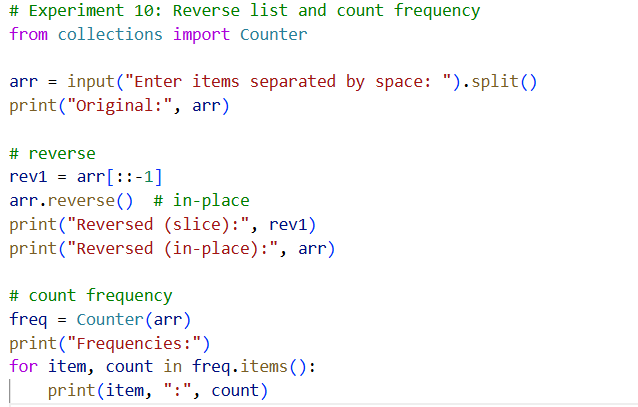 # Experiment 10: Reverse list and count frequency
from collections import Counter
arr = input("Enter items separated by space: ").split()
print("Original:", arr)
# reverse
rev1 = arr[::-1]
arr.reverse()  # in-place
print("Reversed (slice):", rev1)
print("Reversed (in-place):", arr)
# count frequency
freq = Counter(arr)
print("Frequencies:")
for item, count in freq.items():
    print(item, ":", count)